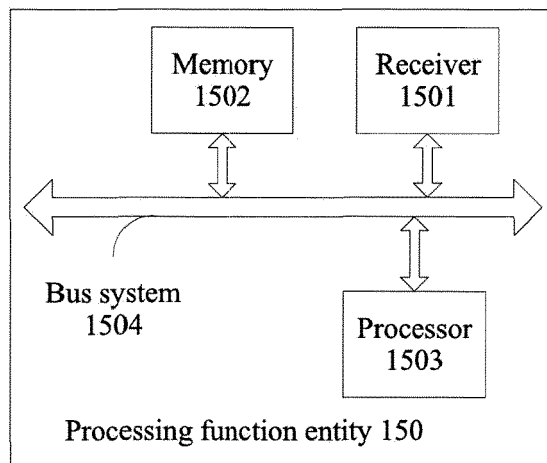 Memory
1502
Receiver
1501
Bus system
1504
Processor
1503
Processing function entity 150